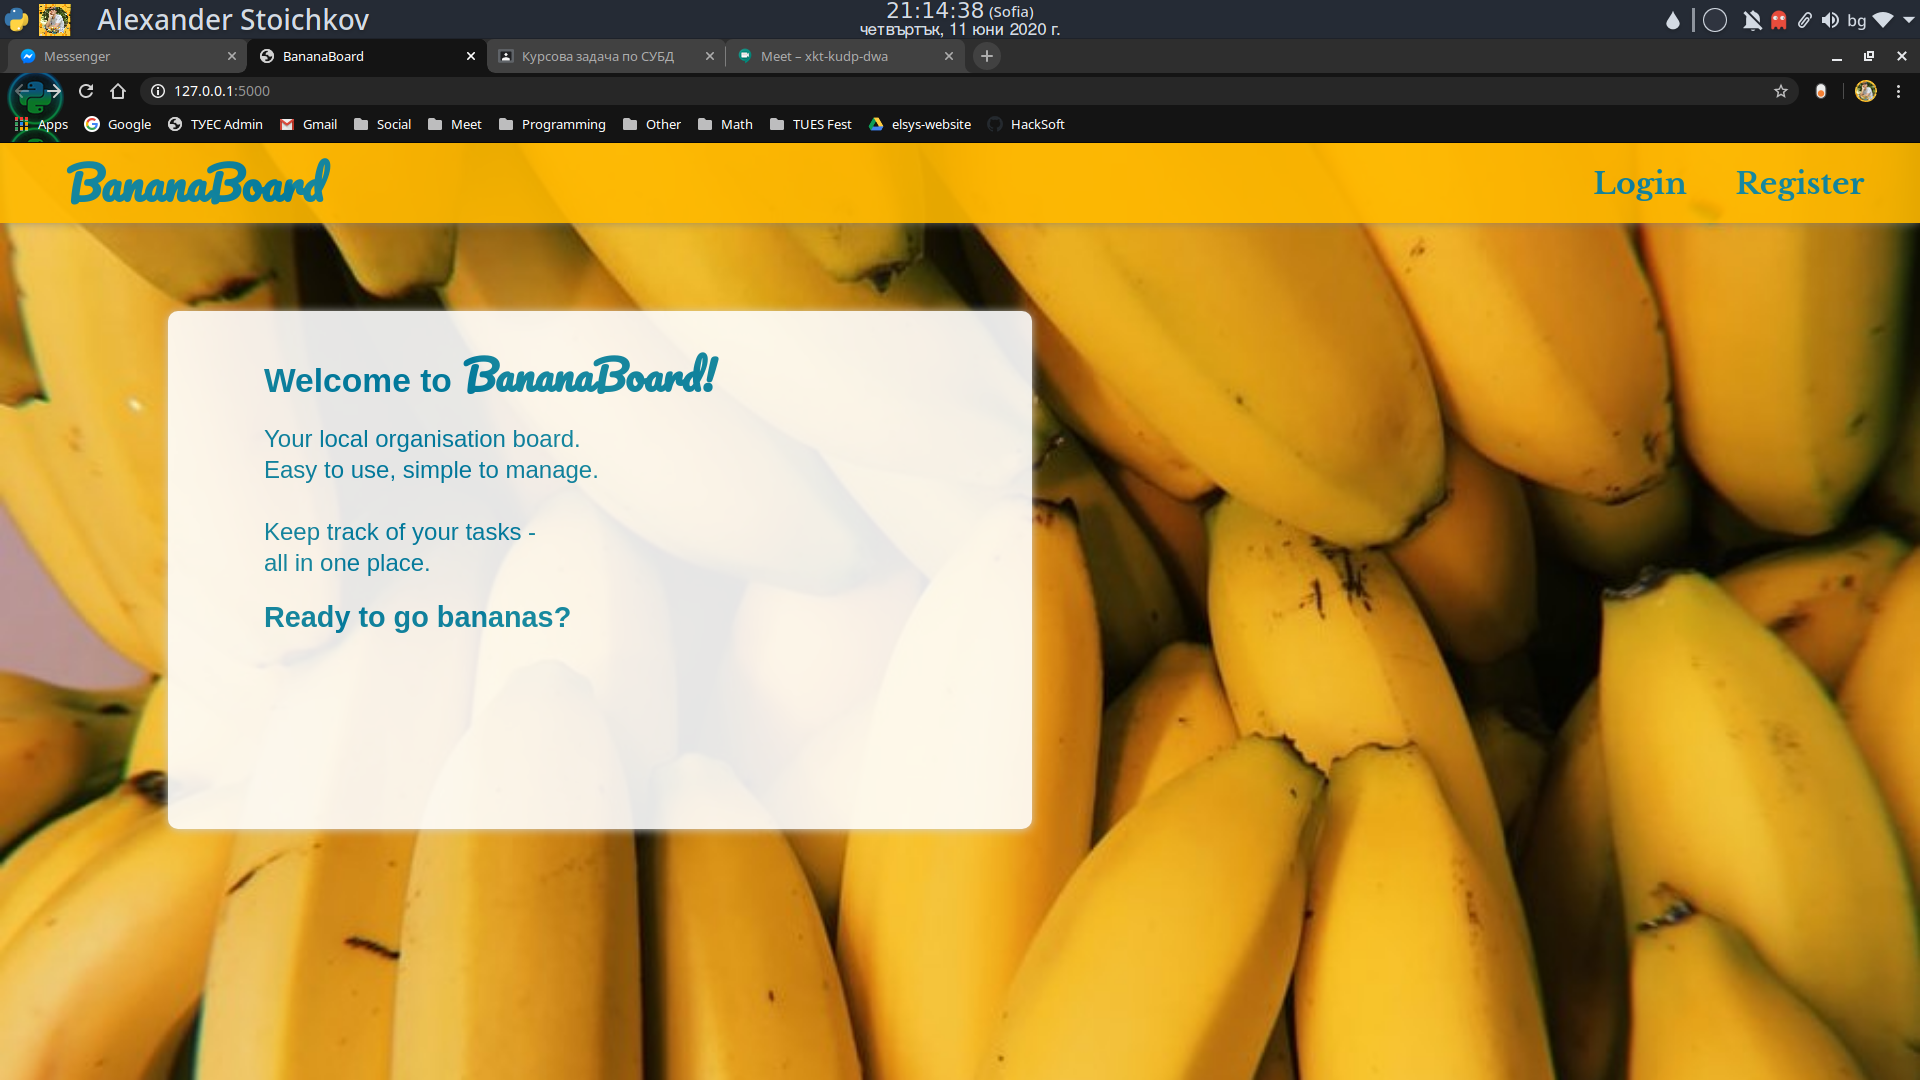 Alexander Stoichkov
21:14:38 (Sofia)
четвъртък, 11 юни 2020 г.
bg
Messenger
BananaBoard
Курсова задача по СУБД
Meet – xkt-kudp-dwa
127.0.0.1:5000
Apps
Google
ТУЕС Admin
Gmail
Social
Meet
Programming
Other
Math
TUES Fest
elsys-website
HackSoft
BananaBoard
Login
Register
Welcome to BananaBoard!
Your local organisation board.
Easy to use, simple to manage.
Keep track of your tasks -
all in one place.
Ready to go bananas?